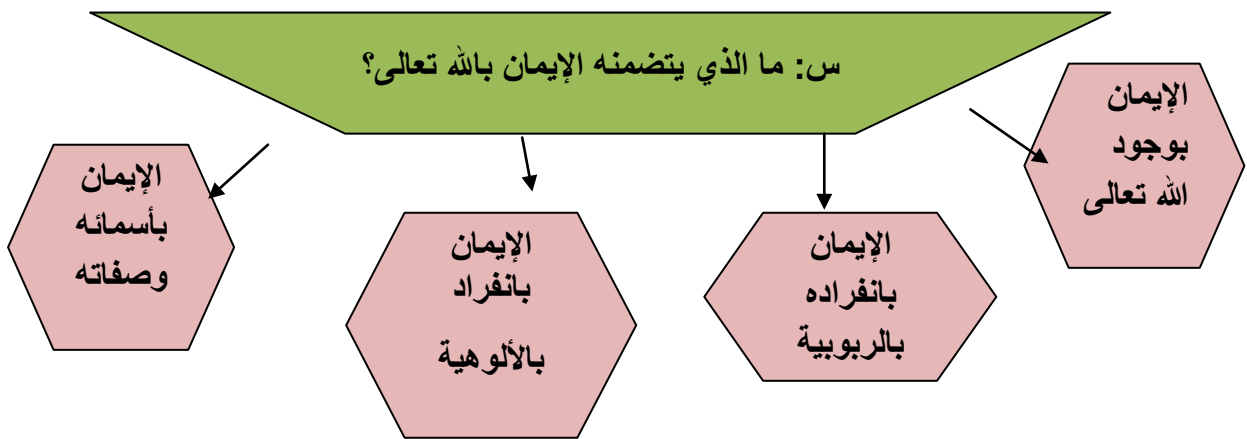 س: ما الذي يتضمنه الإيمان بالله تعالى؟
الإيمان
بوجود
الله تعالى
الإيمان
بانفراده
بالربوبية
الإيمان
بانفراد
بالألوهية
الإيمان
بأسمائه
وصفاته